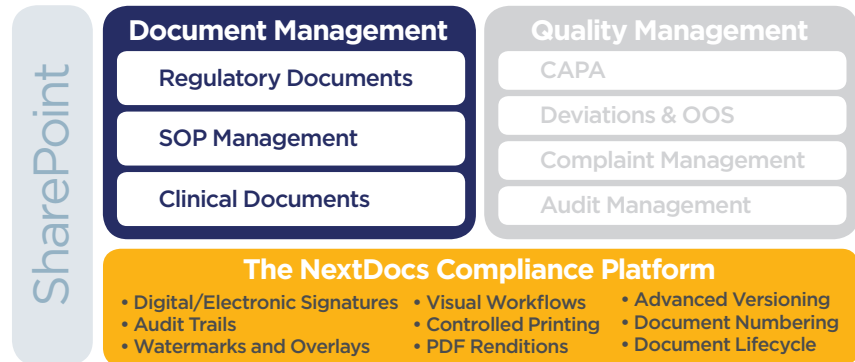 SharePoint
Document Management
Regulatory Documents
SOP Management
Clinical Documents
Quality Management
CAPA
Deviations & OOS
Complaint Management
Audit Management
The NextDocs Compliance Platform
• Digital/Electronic Signatures
• Audit Trails
• Watermarks and Overlays
• Visual Workflows
• Controlled Printing
• PDF Renditions
• Advanced Versioning
• Document Numbering
• Document Lifecycle